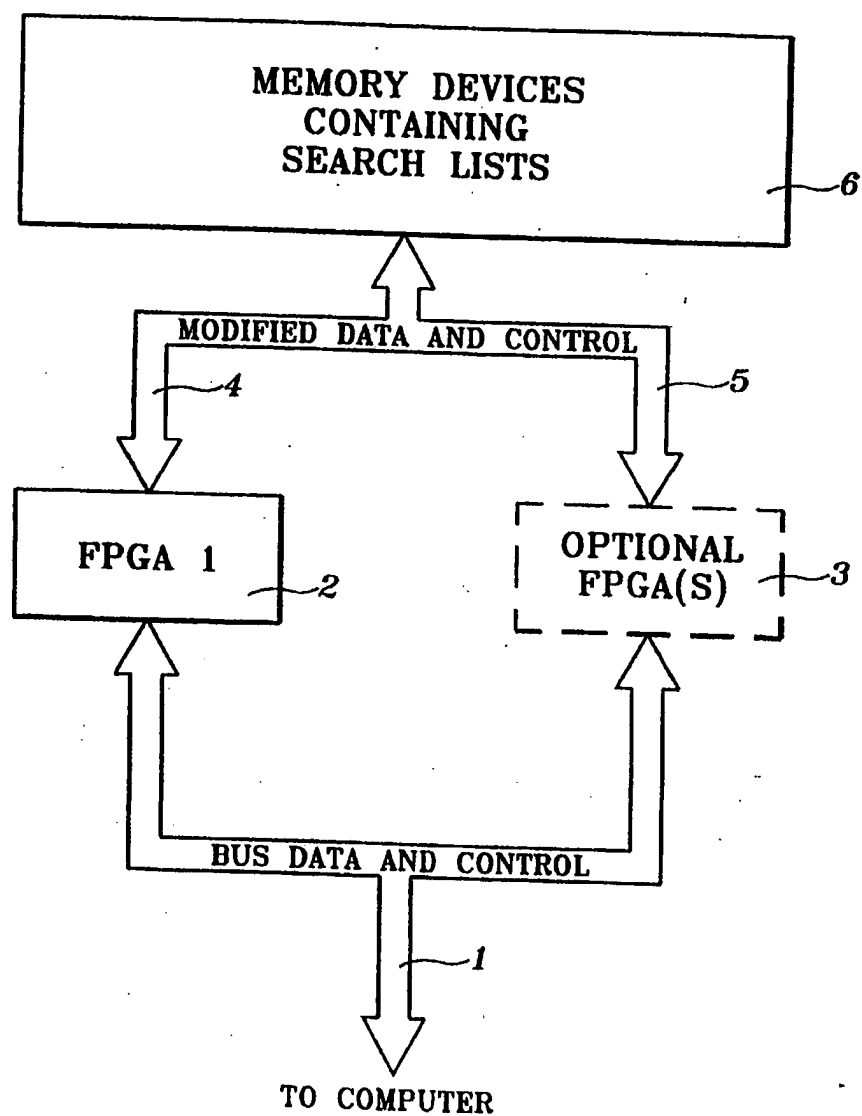 MEMORY DEVICES
CONTAINING
SEARCH LISTS
6
MODIFIED DATA AND CONTROL
4
5
FPGA 1
2
OPTIONAL
FPGA(S)
3
BUS DATA AND CONTROL
1
TO COMPUTER